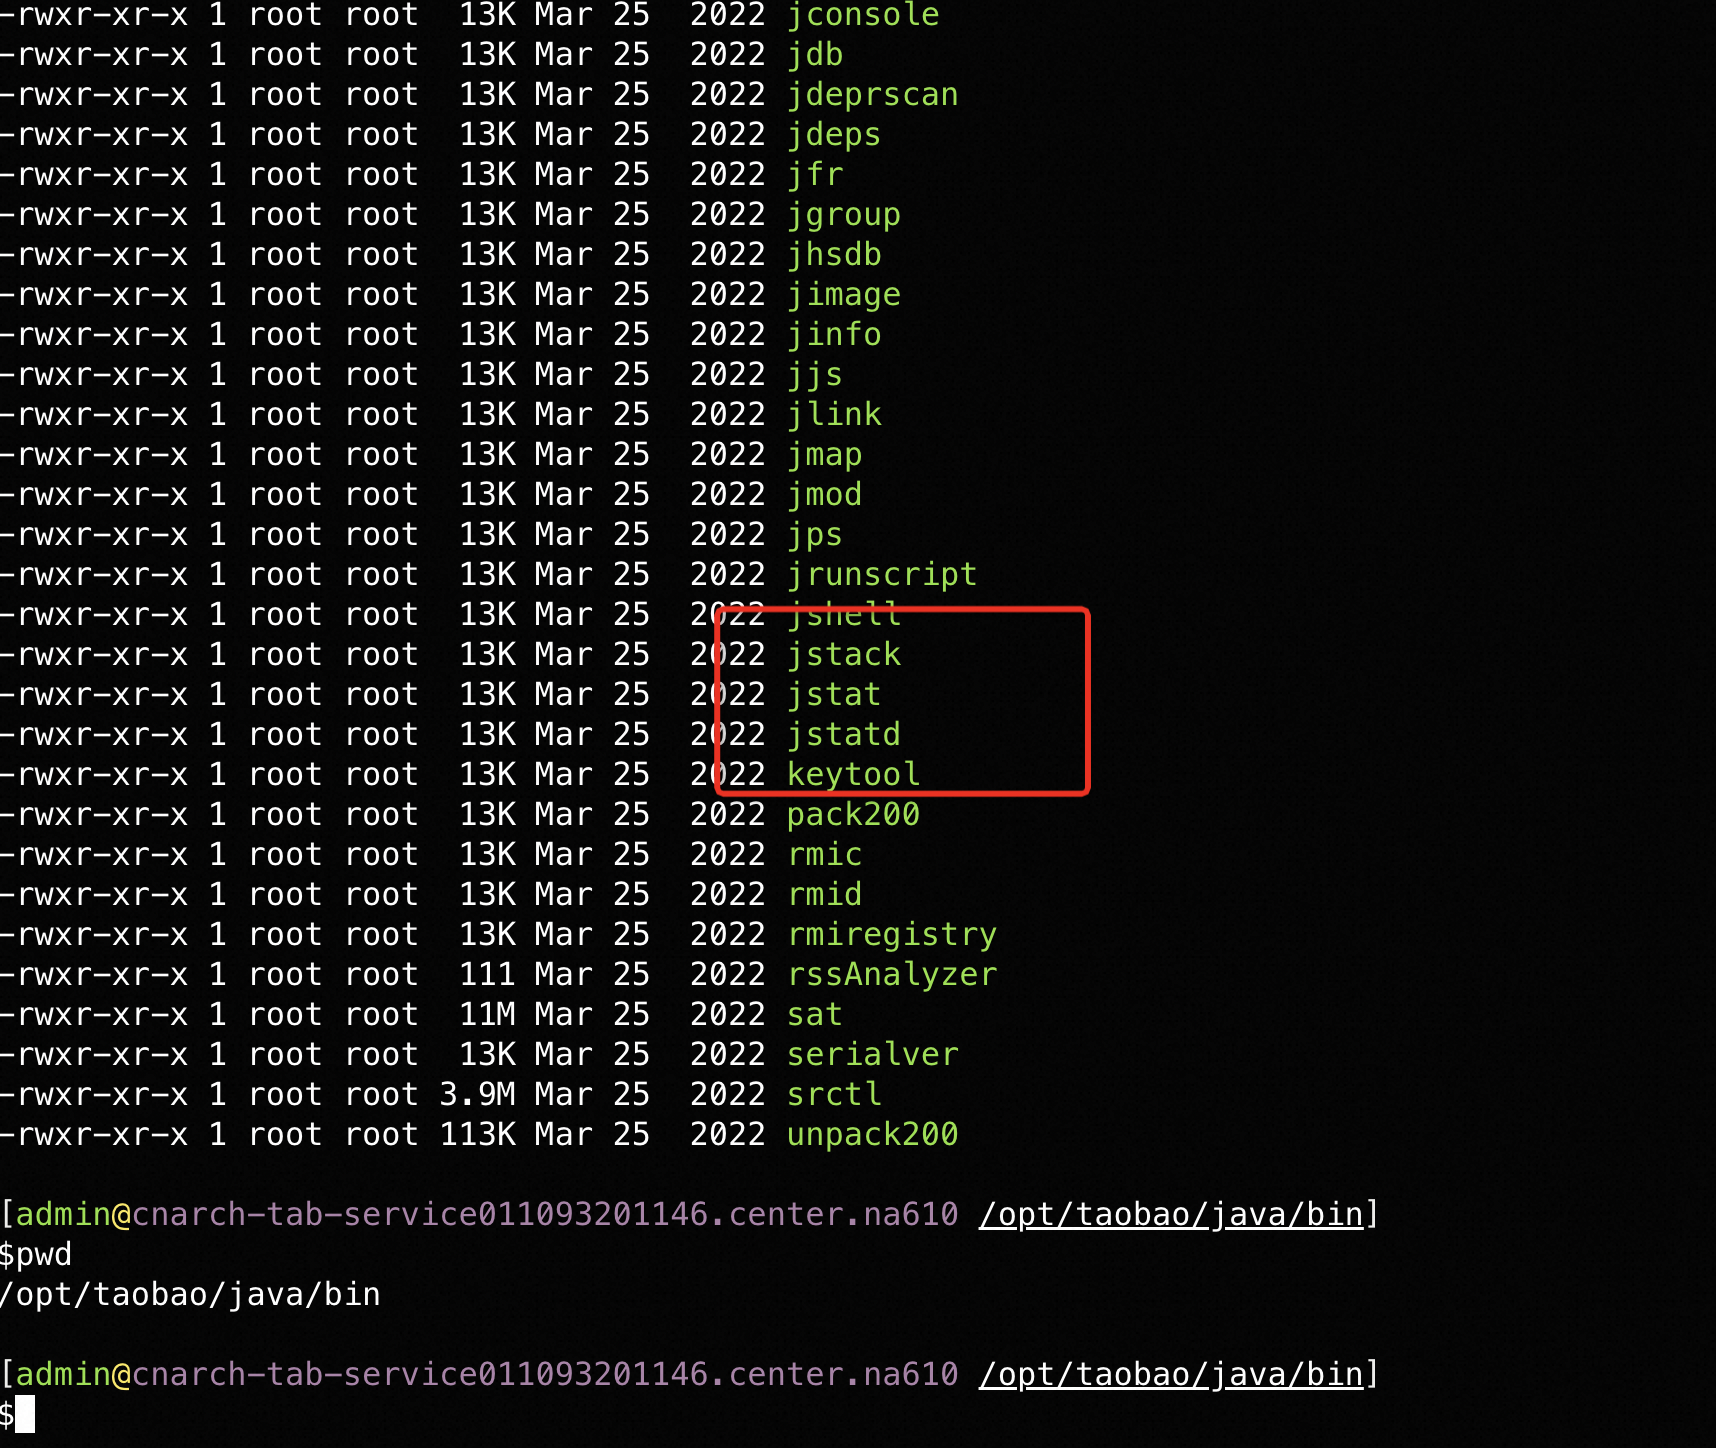 -rwxr-xr-x 1 root root  13K Mar 25  2022 jconsole
-rwxr-xr-x 1 root root  13K Mar 25  2022 jdb
-rwxr-xr-x 1 root root  13K Mar 25  2022 jdeprscan
-rwxr-xr-x 1 root root  13K Mar 25  2022 jdeps
-rwxr-xr-x 1 root root  13K Mar 25  2022 jfr
-rwxr-xr-x 1 root root  13K Mar 25  2022 jgroup
-rwxr-xr-x 1 root root  13K Mar 25  2022 jhsdb
-rwxr-xr-x 1 root root  13K Mar 25  2022 jimage
-rwxr-xr-x 1 root root  13K Mar 25  2022 jinfo
-rwxr-xr-x 1 root root  13K Mar 25  2022 jjs
-rwxr-xr-x 1 root root  13K Mar 25  2022 jlink
-rwxr-xr-x 1 root root  13K Mar 25  2022 jmap
-rwxr-xr-x 1 root root  13K Mar 25  2022 jmod
-rwxr-xr-x 1 root root  13K Mar 25  2022 jps
-rwxr-xr-x 1 root root  13K Mar 25  2022 jrunscript
-rwxr-xr-x 1 root root  13K Mar 25  2022 jshell
-rwxr-xr-x 1 root root  13K Mar 25  2022 jstack
-rwxr-xr-x 1 root root  13K Mar 25  2022 jstat
-rwxr-xr-x 1 root root  13K Mar 25  2022 jstatd
-rwxr-xr-x 1 root root  13K Mar 25  2022 keytool
-rwxr-xr-x 1 root root  13K Mar 25  2022 pack200
-rwxr-xr-x 1 root root  13K Mar 25  2022 rmic
-rwxr-xr-x 1 root root  13K Mar 25  2022 rmid
-rwxr-xr-x 1 root root  13K Mar 25  2022 rmiregistry
-rwxr-xr-x 1 root root  111 Mar 25  2022 rssAnalyzer
-rwxr-xr-x 1 root root  11M Mar 25  2022 sat
-rwxr-xr-x 1 root root  13K Mar 25  2022 serialver
-rwxr-xr-x 1 root root 3.9M Mar 25  2022 srctl
-rwxr-xr-x 1 root root 113K Mar 25  2022 unpack200
[admin@cnarch-tab-service011093201146.center.na610 /opt/taobao/java/bin]
$pwd
/opt/taobao/java/bin
[admin@cnarch-tab-service011093201146.center.na610 /opt/taobao/java/bin]
$